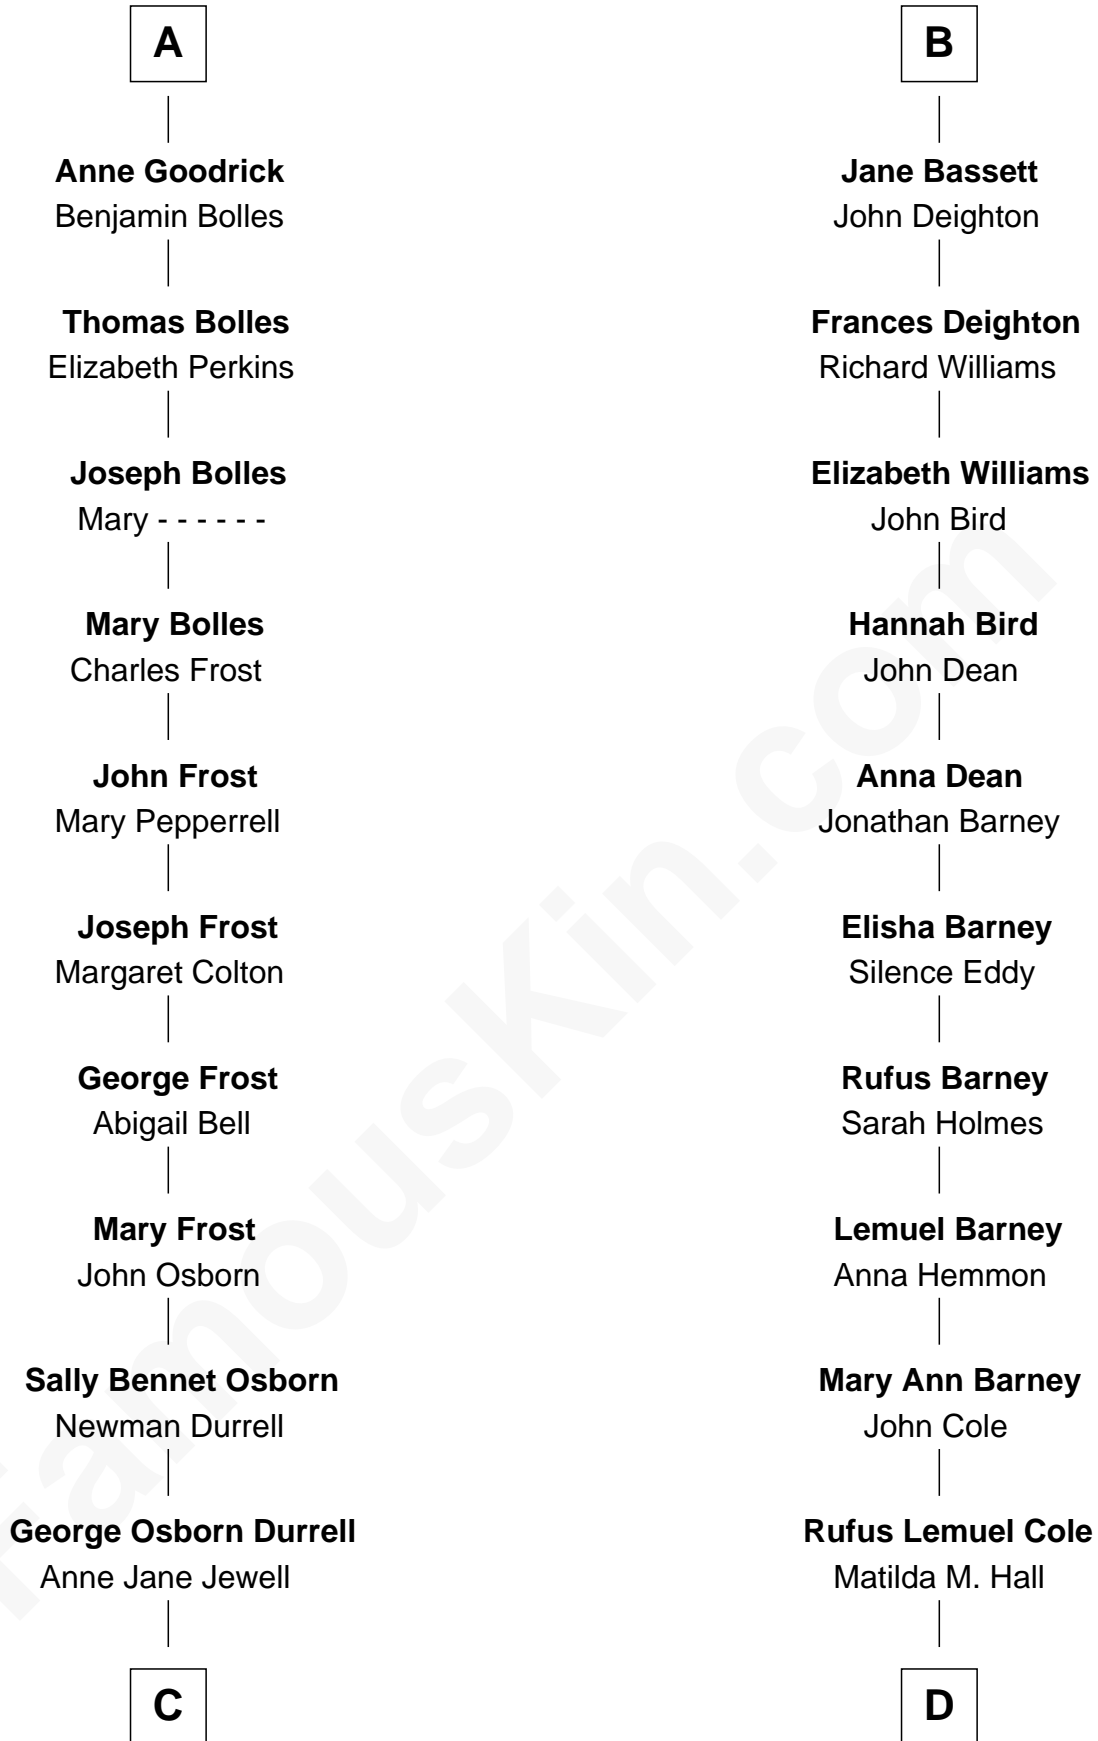 A
Anne Goodrick
Benjamin Bolles
Thomas Bolles
Elizabeth Perkins
Joseph Bolles
Mary - - - - - -
Mary Bolles
Charles Frost
John Frost
Mary Pepperrell
Joseph Frost
Margaret Colton
George Frost
Abigail Bell
Mary Frost
John Osborn
Sally Bennet Osborn
Newman Durrell
George Osborn Durrell
Anne Jane Jewell
C
B
Jane Bassett
John Deighton
Frances Deighton
Richard Williams
Elizabeth Williams
John Bird
Hannah Bird
John Dean
Anna Dean
Jonathan Barney
Elisha Barney
Silence Eddy
Rufus Barney
Sarah Holmes
Lemuel Barney
Anna Hemmon
Mary Ann Barney
John Cole
Rufus Lemuel Cole
Matilda M. Hall
D
FamousKin.com